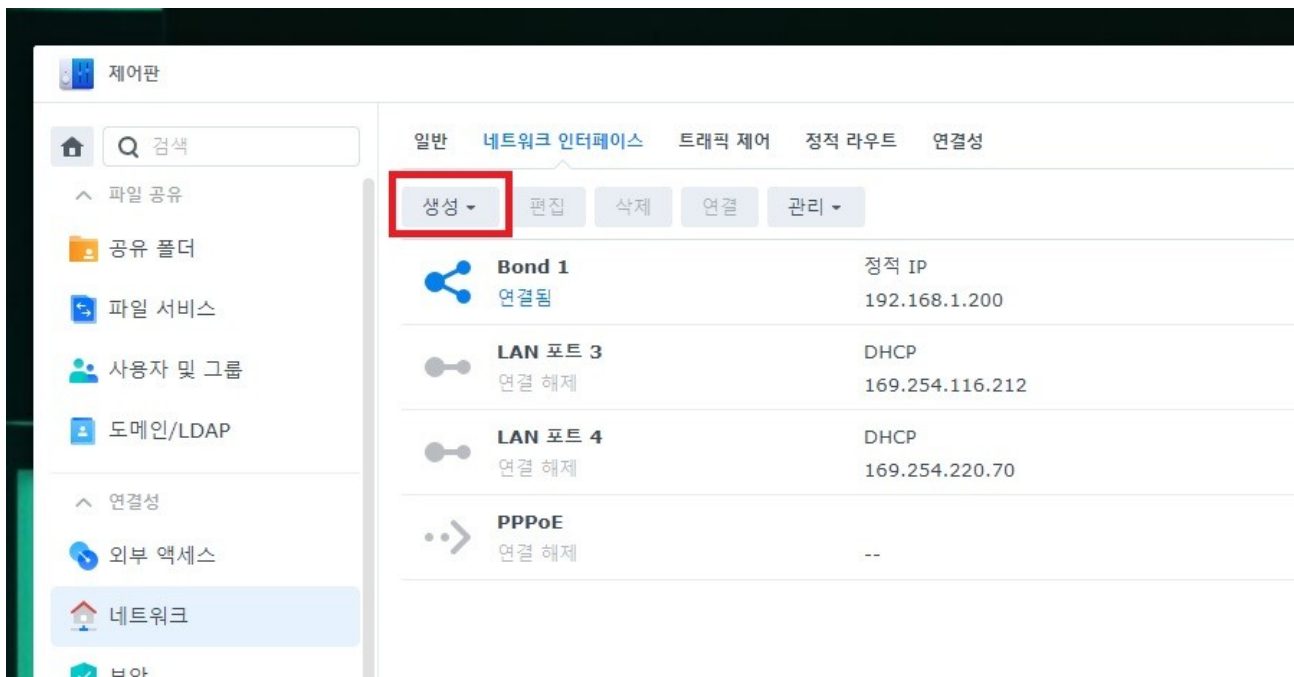 제어판
검색
파일 공유
공유 폴더
파일 서비스
사용자 및 그룹
도메인/LDAP
연결성
외부 액세스
네트워크
보안
일반 네트워크 인터페이스 트래픽 제어 정적 라우트 연결성
생성 편집 삭제 연결 관리
Bond 1 정적 IP
연결됨 192.168.1.200
LAN 포트 3 DHCP
연결 해제 169.254.116.212
LAN 포트 4 DHCP
연결 해제 169.254.220.70
PPPoE
연결 해제 --